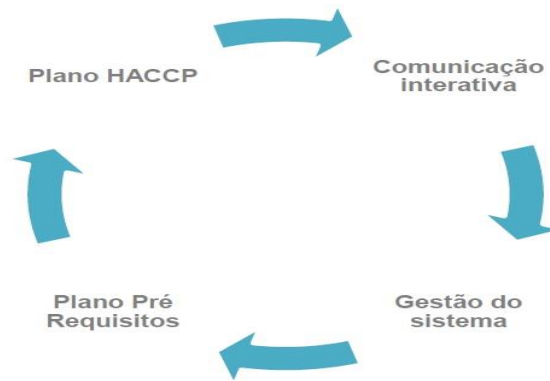 Plano HACCP
Comunicação
interativa
Plano Pré
Requisitos
Gestão do
sistema